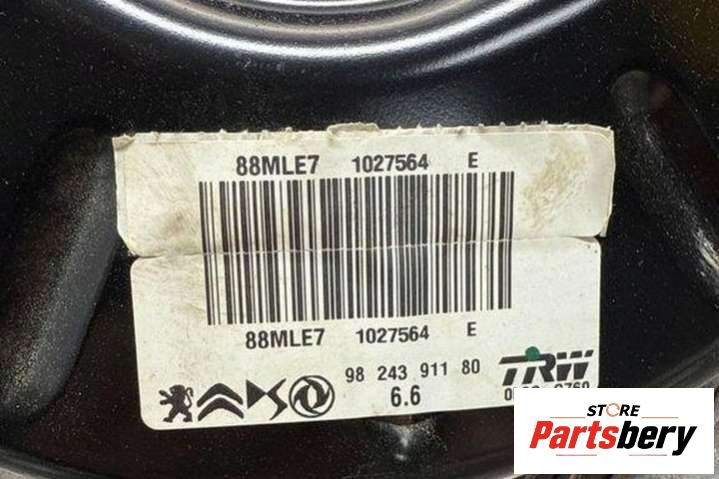 88MLE7 1027564 E
88MLE7 1027564 E
98 243 911 80
6.6
TRW
STORE
Partsbery